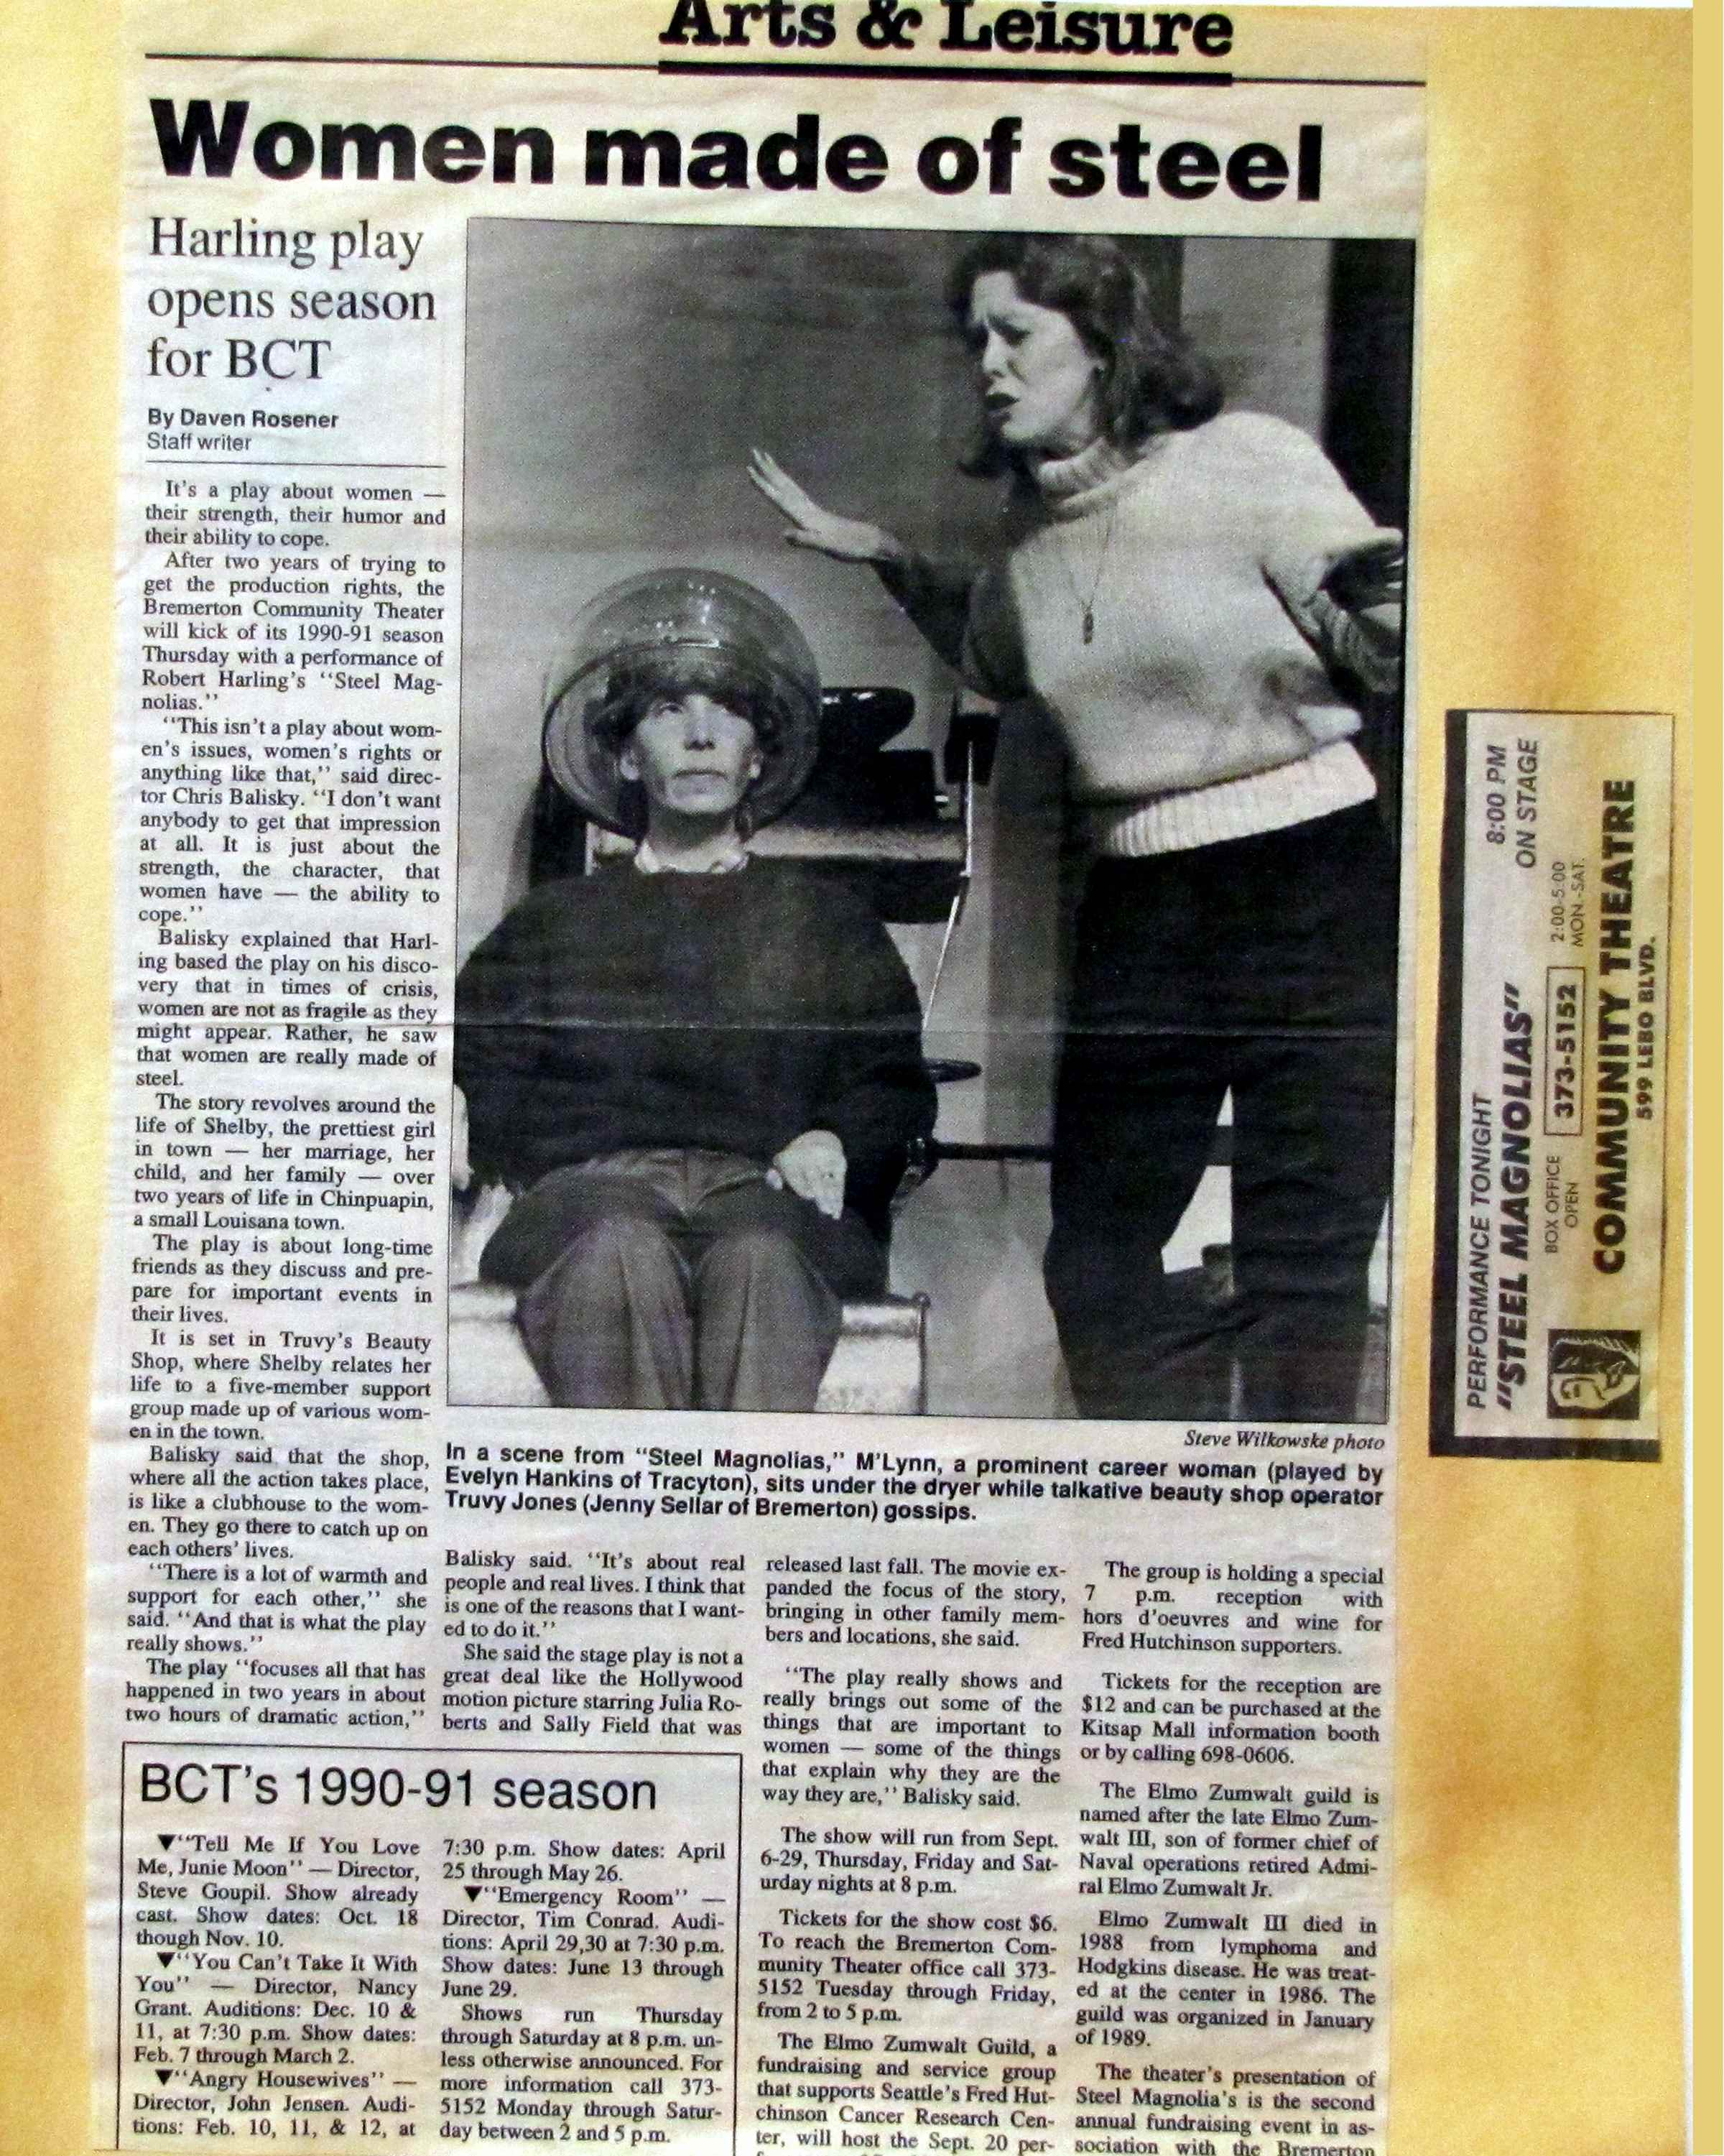 Arts & Leisure
Women made of steel
Harling play
opens season
for BCT
By Daven Rosener
Staff writer
It's a play about women —
their strength, their humor and
their ability to cope.
After two years of trying to
get the production rights, the
Bremerton Community Theater
will kick of its 1990-91 season
Thursday with a performance of
Robert Harling's ‘‘Steel Mag-
nolias.’’
‘‘This isn't a play about wom-
en's issues, women's rights or
anything like that,’’ said direc-
tor Chris Balisky. ‘‘I don't want
anybody to get that impression
at all. It is just about the
strength, the character, that
women have — the ability to
cope.’’
Balisky explained that Harl-
ing based the play on his disco-
very that in times of crisis,
women are not as fragile as they
might appear. Rather, he saw
that women are really made of
steel.
The story revolves around the
life of Shelby, the prettiest girl
in town — her marriage, her
child, and her family — over
two years of life in Chinpuapin,
a small Louisana town.
The play is about long-time
friends as they discuss and pre-
pare for important events in
their lives.
It is set in Truvy's Beauty
Shop, where Shelby relates her
life to a five-member support
group made up of various wom-
en in the town.
Balisky said that the shop,
where all the action takes place,
is like a clubhouse to the wom-
en. They go there to catch up on
each others' lives.
‘‘There is a lot of warmth and
support for each other,’’ she
said. ‘‘And that is what the play
really shows.’’
The play ‘‘focuses all that has
happened in two years in about
two hours of dramatic action,’’
Steve Wilkowske photo
In a scene from “Steel Magnolias,” M'Lynn, a prominent career woman (played by
Evelyn Hankins of Tracyton), sits under the dryer while talkative beauty shop operator
Truvy Jones (Jenny Sellar of Bremerton) gossips.
Balisky said. ‘‘It's about real
people and real lives. I think that
is one of the reasons that I want-
ed to do it.’’
She said the stage play is not a
great deal like the Hollywood
motion picture starring Julia Ro-
berts and Sally Field that was
released last fall. The movie ex-
panded the focus of the story,
bringing in other family mem-
bers and locations, she said.
‘‘The play really shows and
really brings out some of the
things that are important to
women — some of the things
that explain why they are the
way they are,’’ Balisky said.
The show will run from Sept.
6-29, Thursday, Friday and Sat-
urday nights at 8 p.m.
Tickets for the show cost $6.
To reach the Bremerton Com-
munity Theater office call 373-
5152 Tuesday through Friday,
from 2 to 5 p.m.
The Elmo Zumwalt Guild, a
fundraising and service group
that supports Seattle's Fred Hut-
chinson Cancer Research Cen-
ter, will host the Sept. 20 per-
The group is holding a special
7 p.m. reception with
hors d'oeuvres and wine for
Fred Hutchinson supporters.
Tickets for the reception are
$12 and can be purchased at the
Kitsap Mall information booth
or by calling 698-0606.
The Elmo Zumwalt guild is
named after the late Elmo Zum-
walt III, son of former chief of
Naval operations retired Admi-
ral Elmo Zumwalt Jr.
Elmo Zumwalt III died in
1988 from lymphoma and
Hodgkins disease. He was treat-
ed at the center in 1986. The
guild was organized in January
of 1989.
The theater's presentation of
Steel Magnolia's is the second
annual fundraising event in as-
sociation with the Bremerton
BCT's 1990-91 season
▼‘‘Tell Me If You Love
Me, Junie Moon’’ — Director,
Steve Goupil. Show already
cast. Show dates: Oct. 18
though Nov. 10.
▼‘‘You Can't Take It With
You’’ — Director, Nancy
Grant. Auditions: Dec. 10 &
11, at 7:30 p.m. Show dates:
Feb. 7 through March 2.
▼‘‘Angry Housewives’’ —
Director, John Jensen. Audi-
tions: Feb. 10, 11, & 12, at
7:30 p.m. Show dates: April
25 through May 26.
▼‘‘Emergency Room’’ —
Director, Tim Conrad. Audi-
tions: April 29,30 at 7:30 p.m.
Show dates: June 13 through
June 29.
Shows run Thursday
through Saturday at 8 p.m. un-
less otherwise announced. For
more information call 373-
5152 Monday through Satur-
day between 2 and 5 p.m.
PERFORMANCE TONIGHT 8:00 PM
"STEEL MAGNOLIAS" ON STAGE
BOX OFFICE OPEN 373-5152 2:00-5:00 MON.-SAT.
COMMUNITY THEATRE
599 LEBO BLVD.